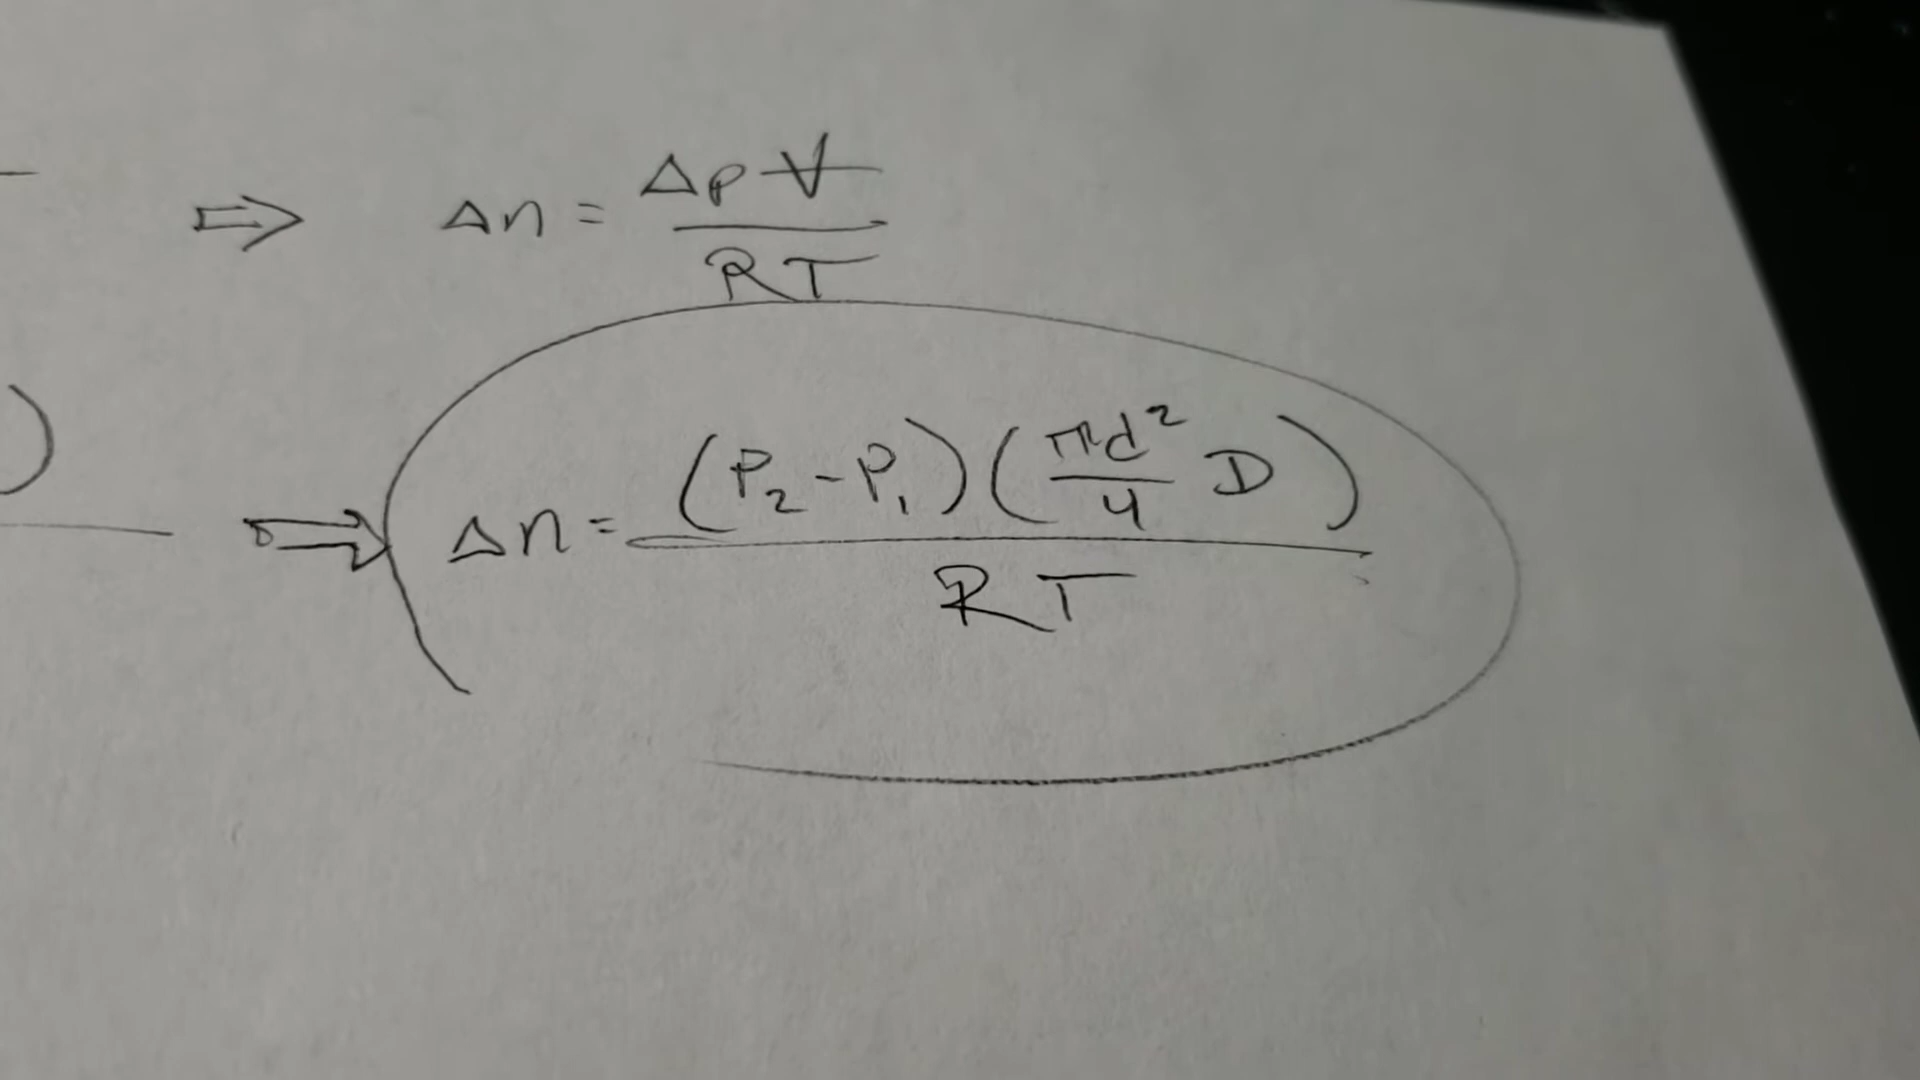 ⇒ Δn = Δp V̶ / RT
)
⇒ Δn = (P₂ - P₁)(πd²/4 D) / RT